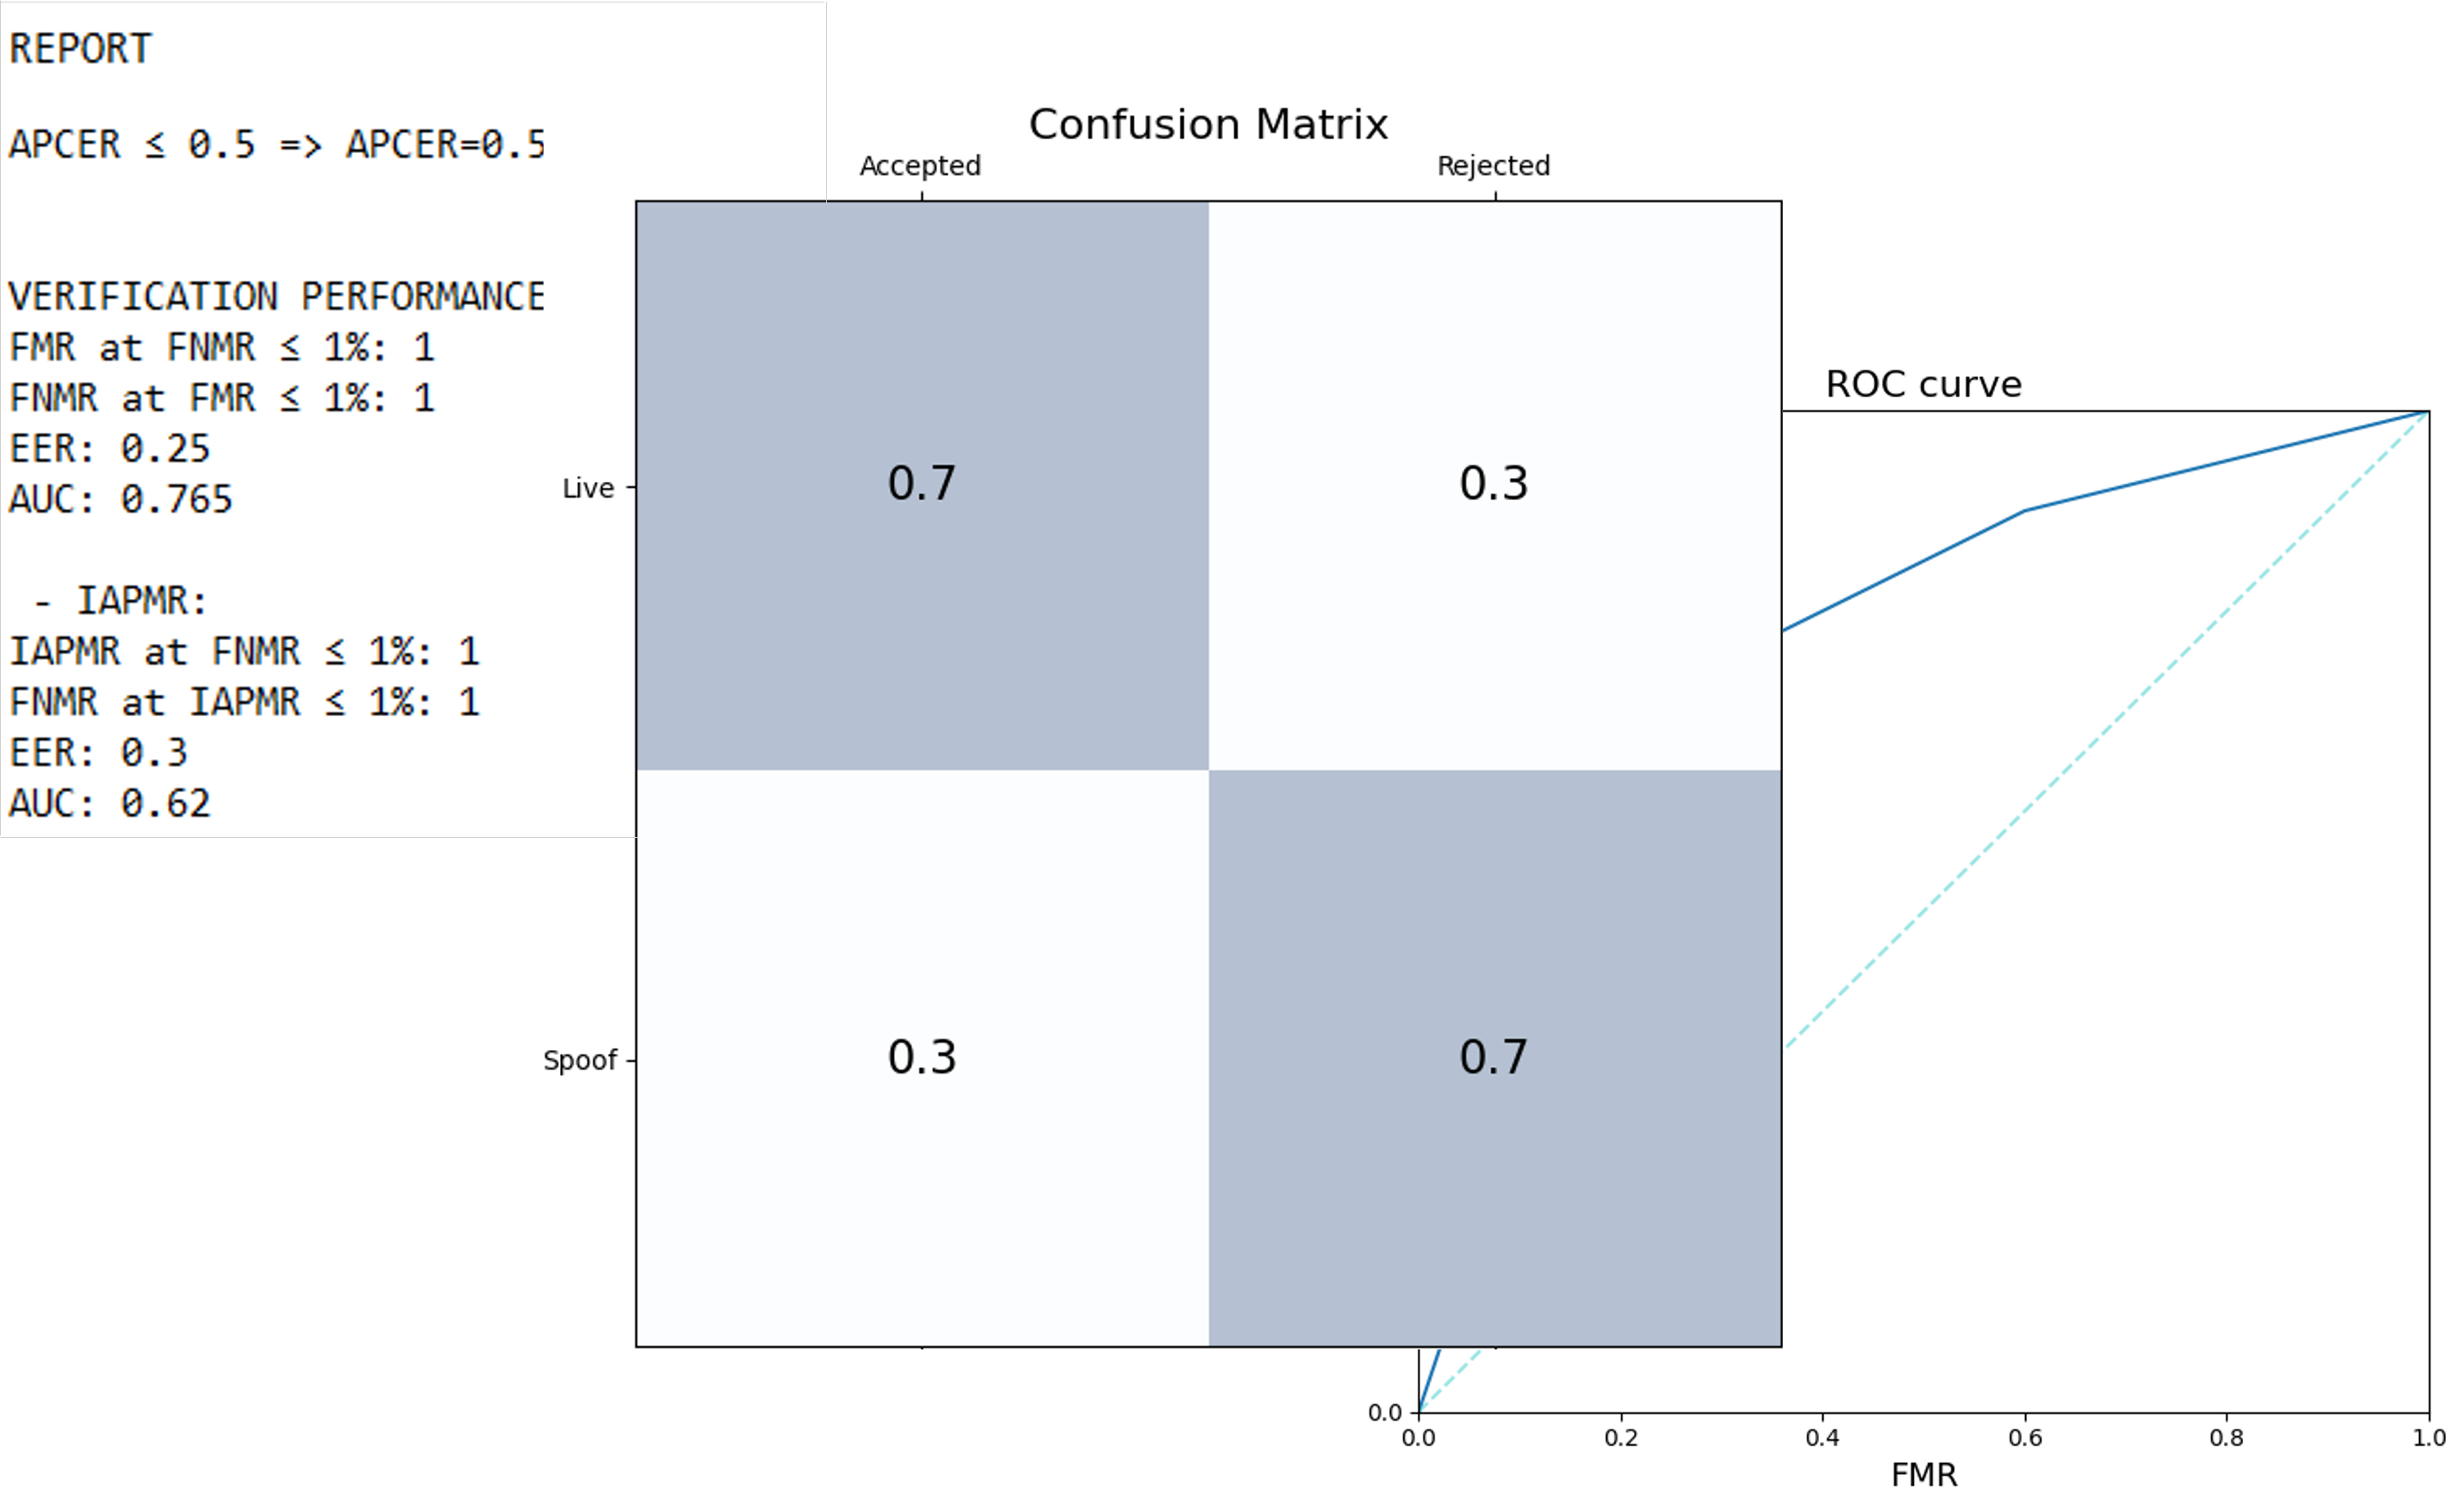 REPORT
APCER ≤ 0.5 => APCER=0.5
VERIFICATION PERFORMANCE
FMR at FNMR ≤ 1%: 1
FNMR at FMR ≤ 1%: 1
EER: 0.25
AUC: 0.765
- IAPMR:
IAPMR at FNMR ≤ 1%: 1
FNMR at IAPMR ≤ 1%: 1
EER: 0.3
AUC: 0.62
Confusion Matrix
Accepted Rejected
Live 0.7 0.3
Spoof 0.3 0.7
ROC curve
0.0
0.0 0.2 0.4 0.6 0.8 1.0
FMR